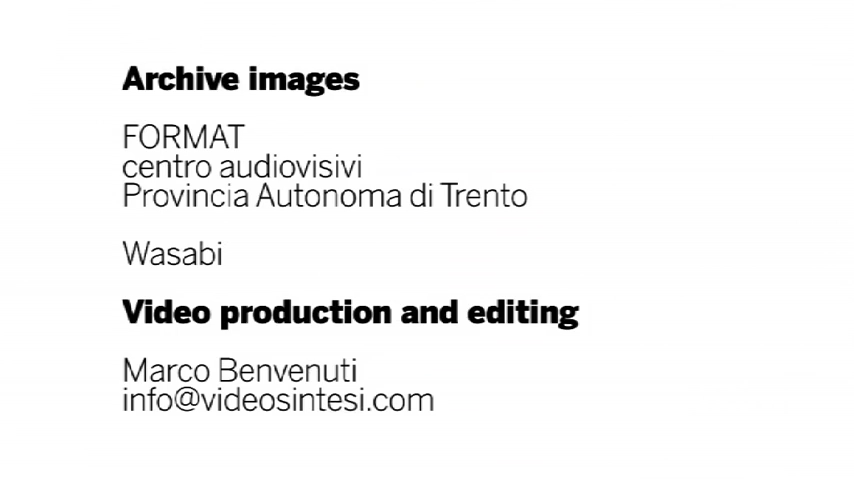 Archive images
FORMAT
centro audiovisivi
Provincia Autonoma di Trento
Wasabi
Video production and editing
Marco Benvenuti
info@videosintesi.com